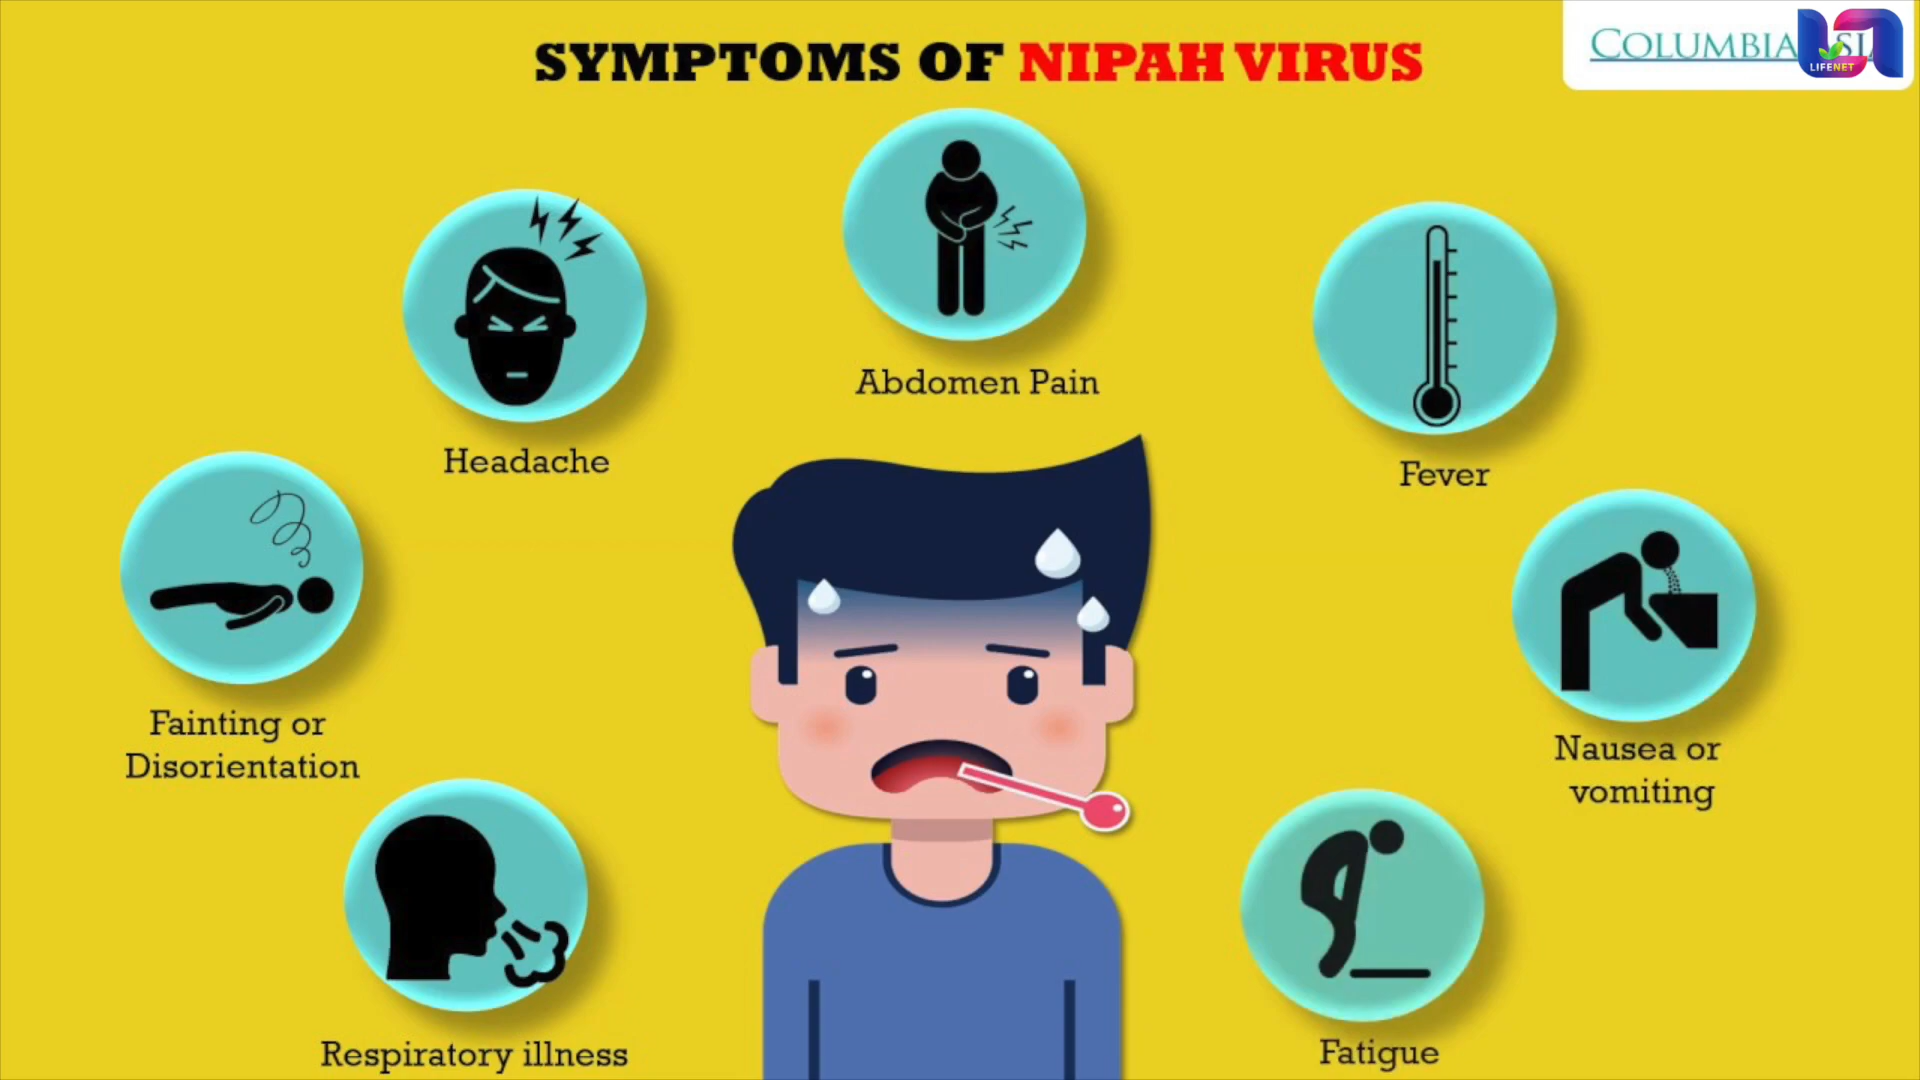 SYMPTOMS OF NIPAH VIRUS
COLUMBIA
LIFENET
Abdomen Pain
Headache
Fever
Fainting or
Disorientation
Nausea or
vomiting
Respiratory illness
Fatigue